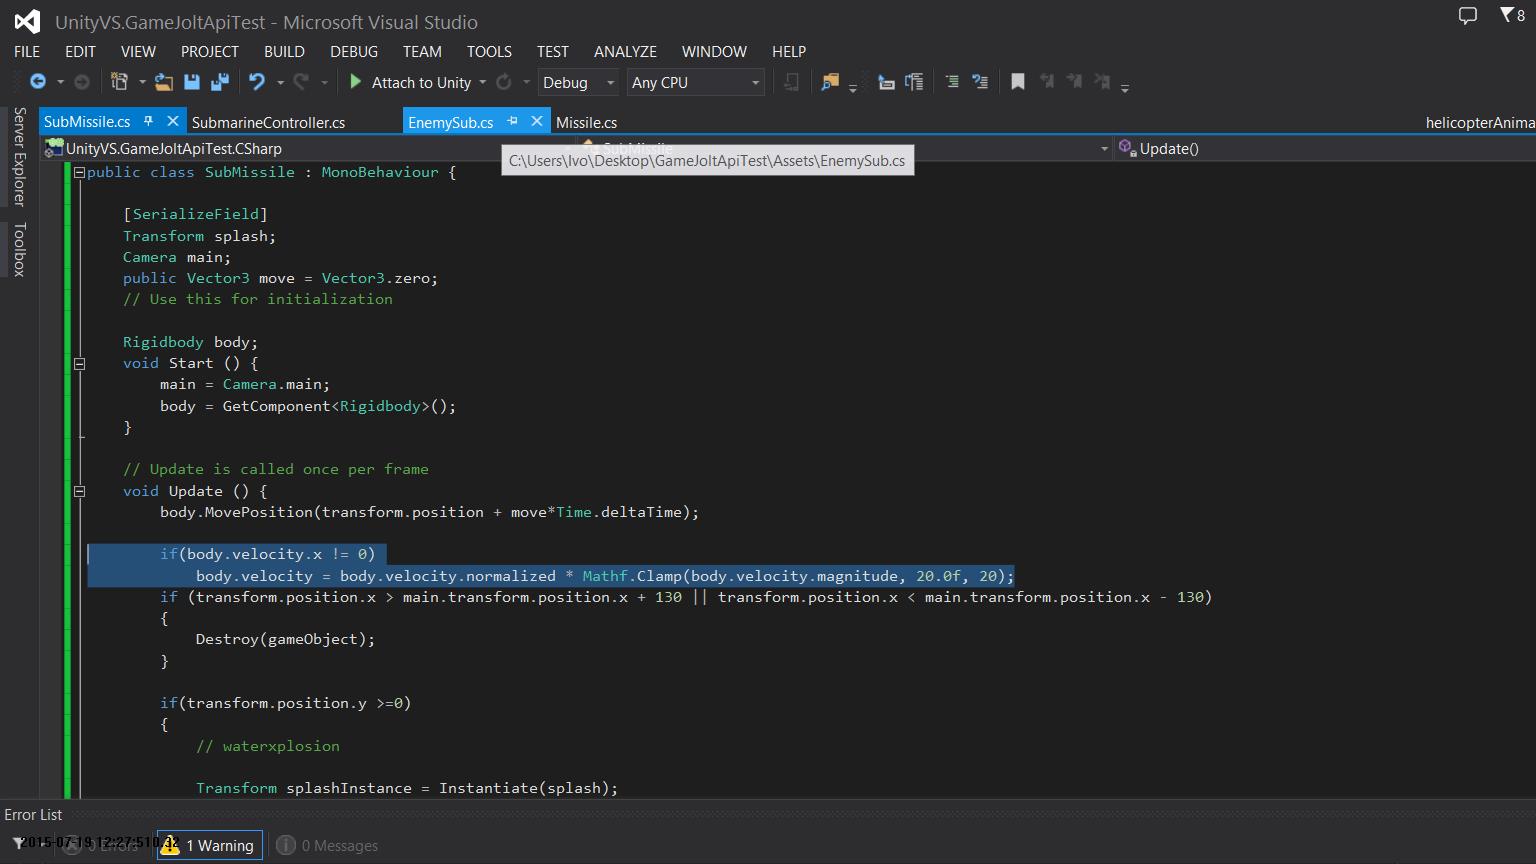 UnityVS.GameJoltApiTest - Microsoft Visual Studio
8
FILE EDIT VIEW PROJECT BUILD DEBUG TEAM TOOLS TEST ANALYZE WINDOW HELP
Attach to Unity Debug Any CPU
SubMissile.cs SubmarineController.cs EnemySub.cs Missile.cs helicopterAnima
UnityVS.GameJoltApiTest.CSharp SubMissile Update()
C:\Users\Ivo\Desktop\GameJoltApiTest\Assets\EnemySub.cs
Server Explorer
Toolbox
public class SubMissile : MonoBehaviour {
[SerializeField]
Transform splash;
Camera main;
public Vector3 move = Vector3.zero;
// Use this for initialization
Rigidbody body;
void Start () {
main = Camera.main;
body = GetComponent<Rigidbody>();
}
// Update is called once per frame
void Update () {
body.MovePosition(transform.position + move*Time.deltaTime);
if(body.velocity.x != 0)
body.velocity = body.velocity.normalized * Mathf.Clamp(body.velocity.magnitude, 20.0f, 20);
if (transform.position.x > main.transform.position.x + 130 || transform.position.x < main.transform.position.x - 130)
{
Destroy(gameObject);
}
if(transform.position.y >=0)
{
// waterxplosion
Transform splashInstance = Instantiate(splash);
Error List
0 Errors 1 Warning 0 Messages